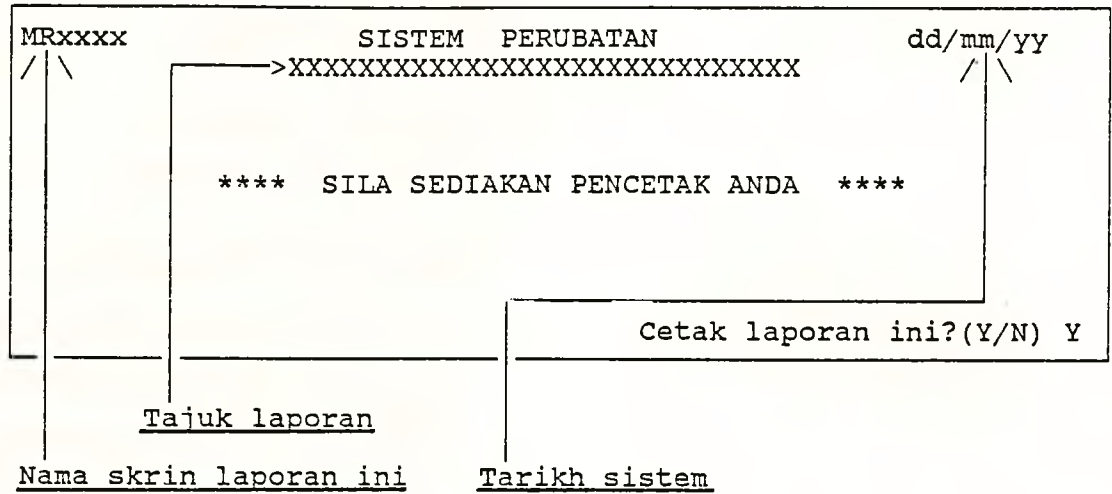 MRxxxx SISTEM PERUBATAN dd/mm/yy
>XXXXXXXXXXXXXXXXXXXXXXXXXXXXXX
**** SILA SEDIAKAN PENCETAK ANDA ****
Cetak laporan ini?(Y/N) Y
Tajuk laporan
Nama skrin laporan ini Tarikh sistem